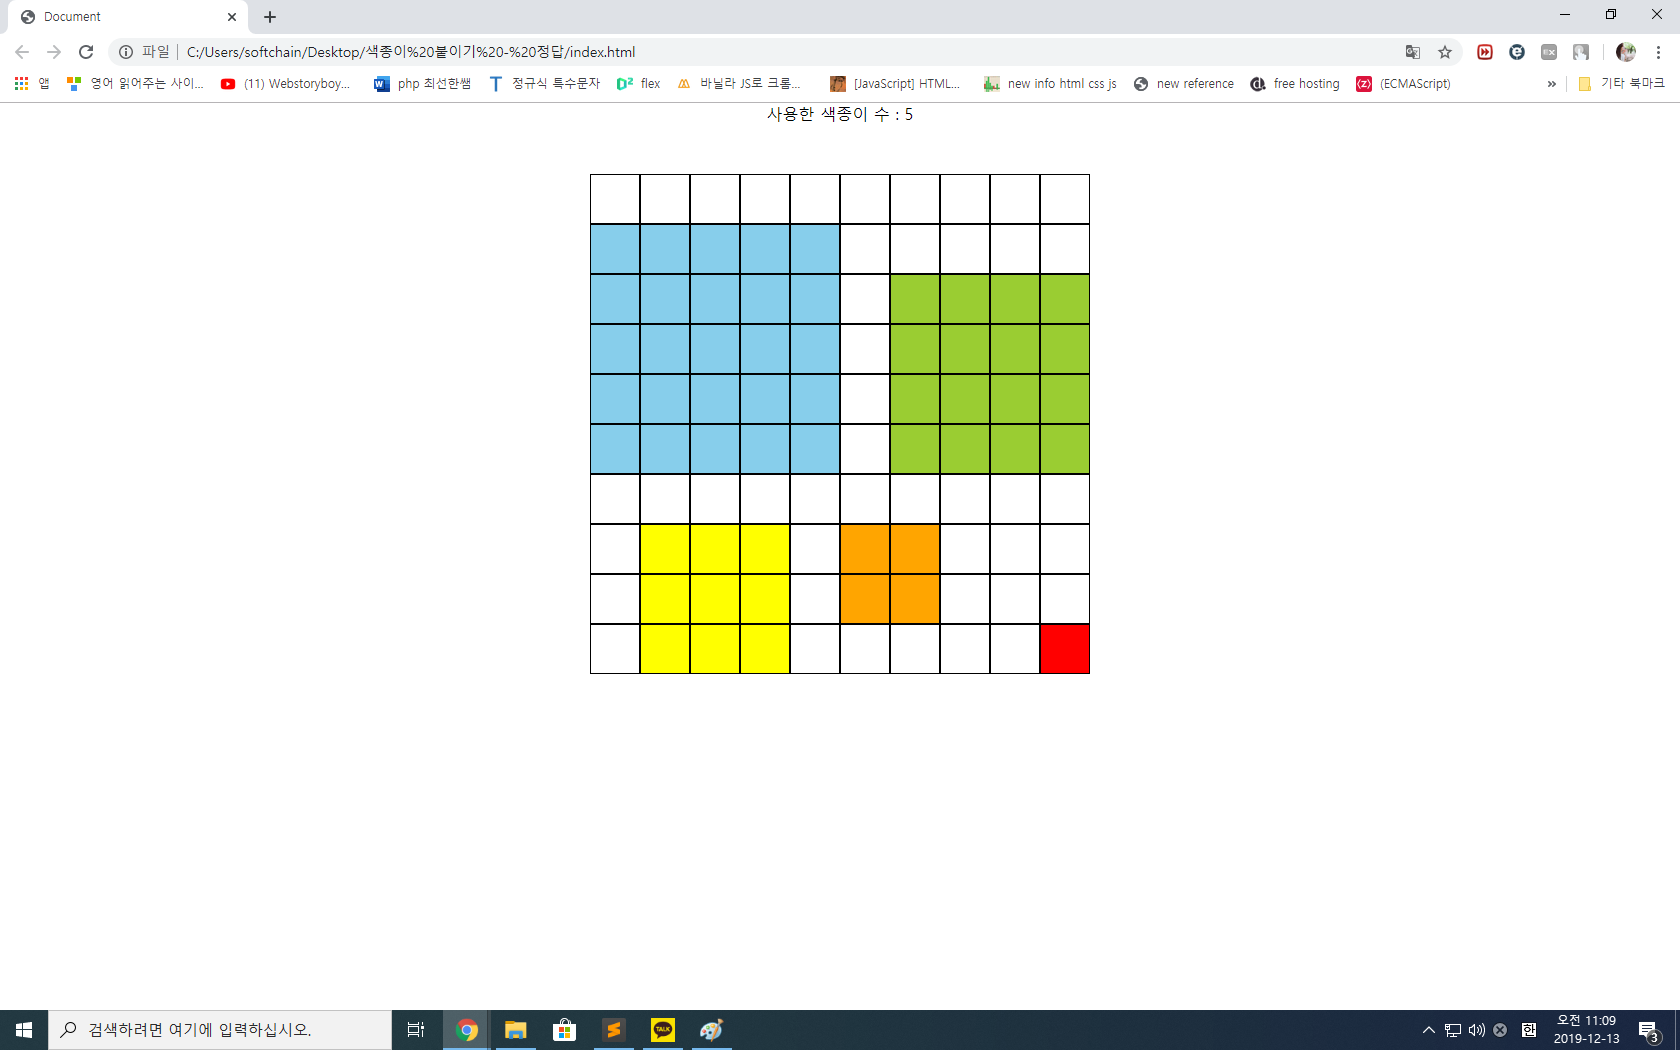 Document
파일 C:/Users/softchain/Desktop/색종이%20붙이기%20-%20정답/index.html
앱 영어 읽어주는 사이... (11) Webstoryboy... php 최선한쌤 정규식 특수문자 flex 바닐라 JS로 크롬... [JavaScript] HTML... new info html css js new reference free hosting (ECMAScript) » 기타 북마크
사용한 색종이 수 : 5
검색하려면 여기에 입력하십시오.
TALK
한
오전 11:09
2019-12-13
3